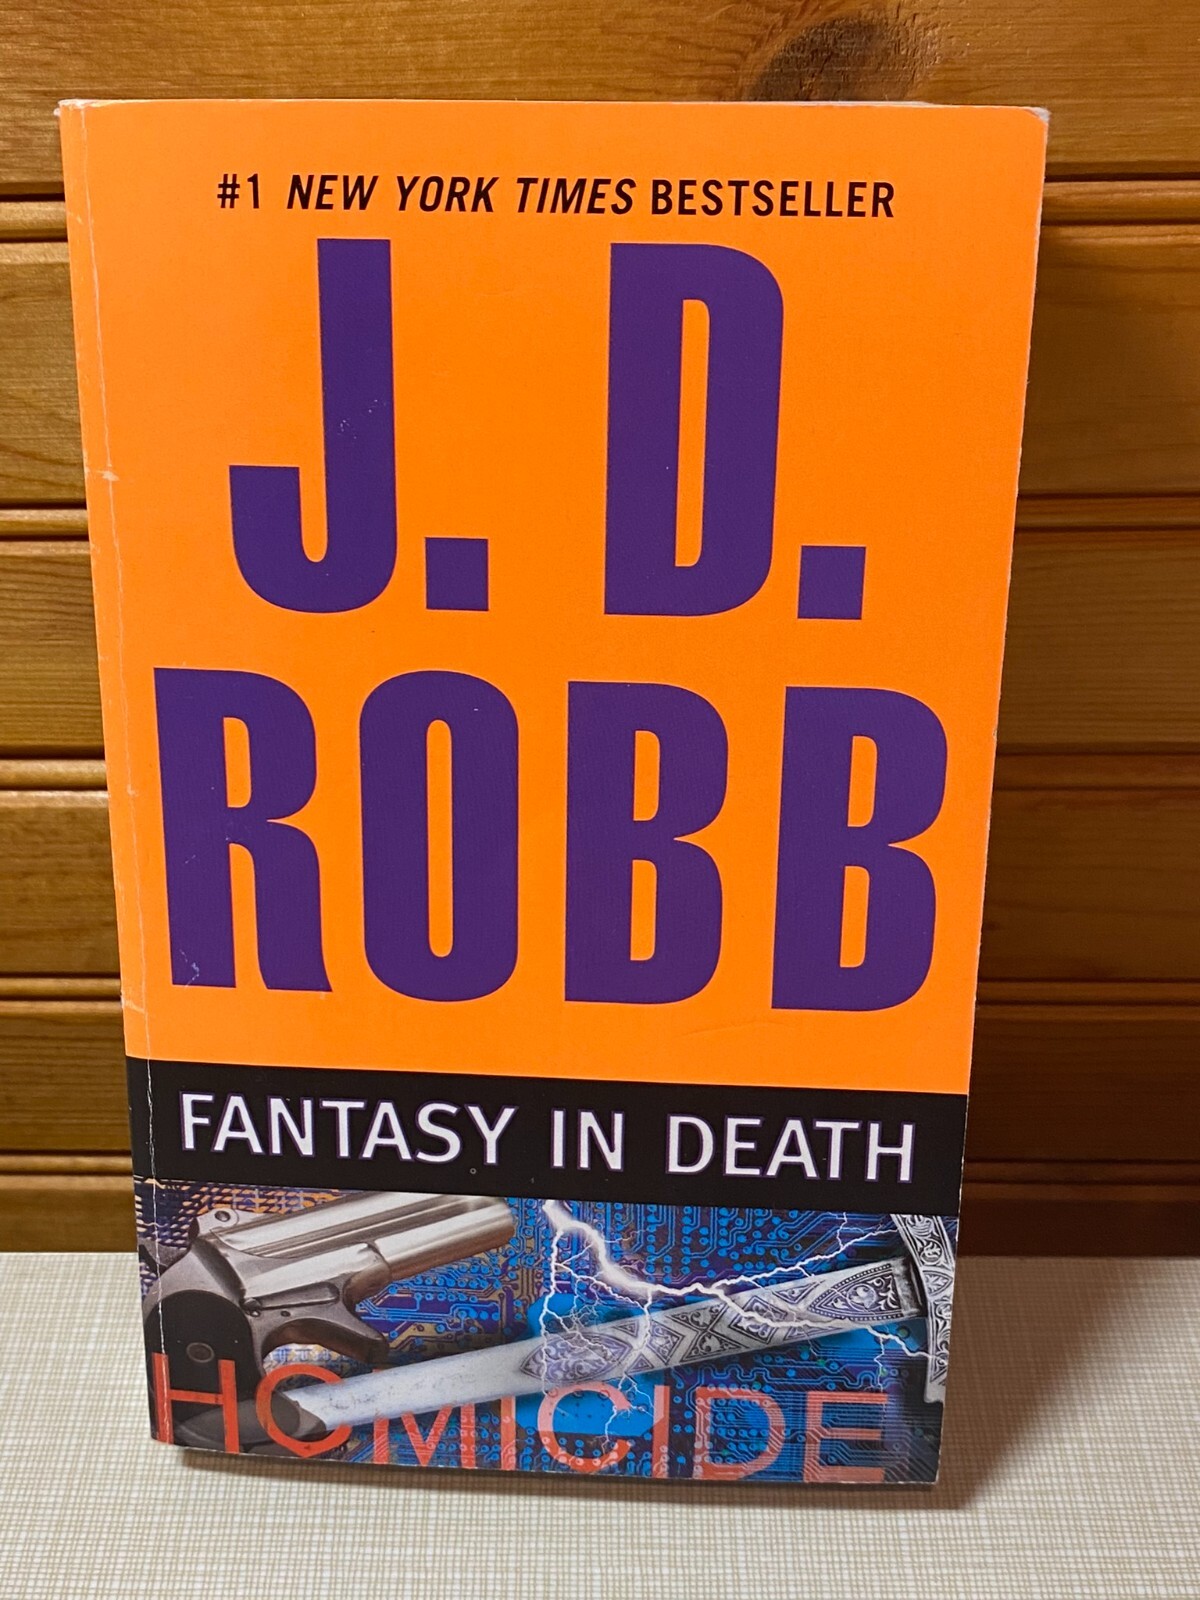 #1 NEW YORK TIMES BESTSELLER
J. D.
ROBB
FANTASY IN DEATH
HOMICIDE